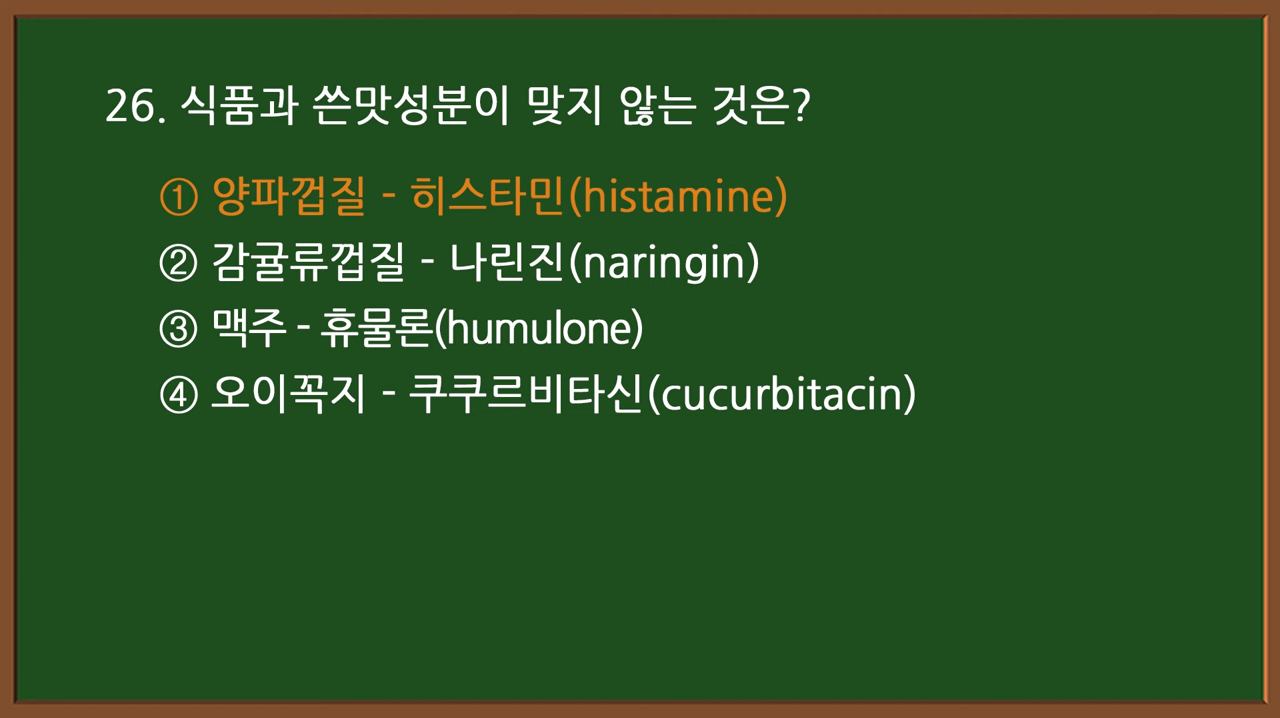 26. 식품과 쓴맛성분이 맞지 않는 것은?
① 양파껍질 - 히스타민(histamine)
② 감귤류껍질 - 나린진(naringin)
③ 맥주 - 휴물론(humulone)
④ 오이꼭지 - 쿠쿠르비타신(cucurbitacin)